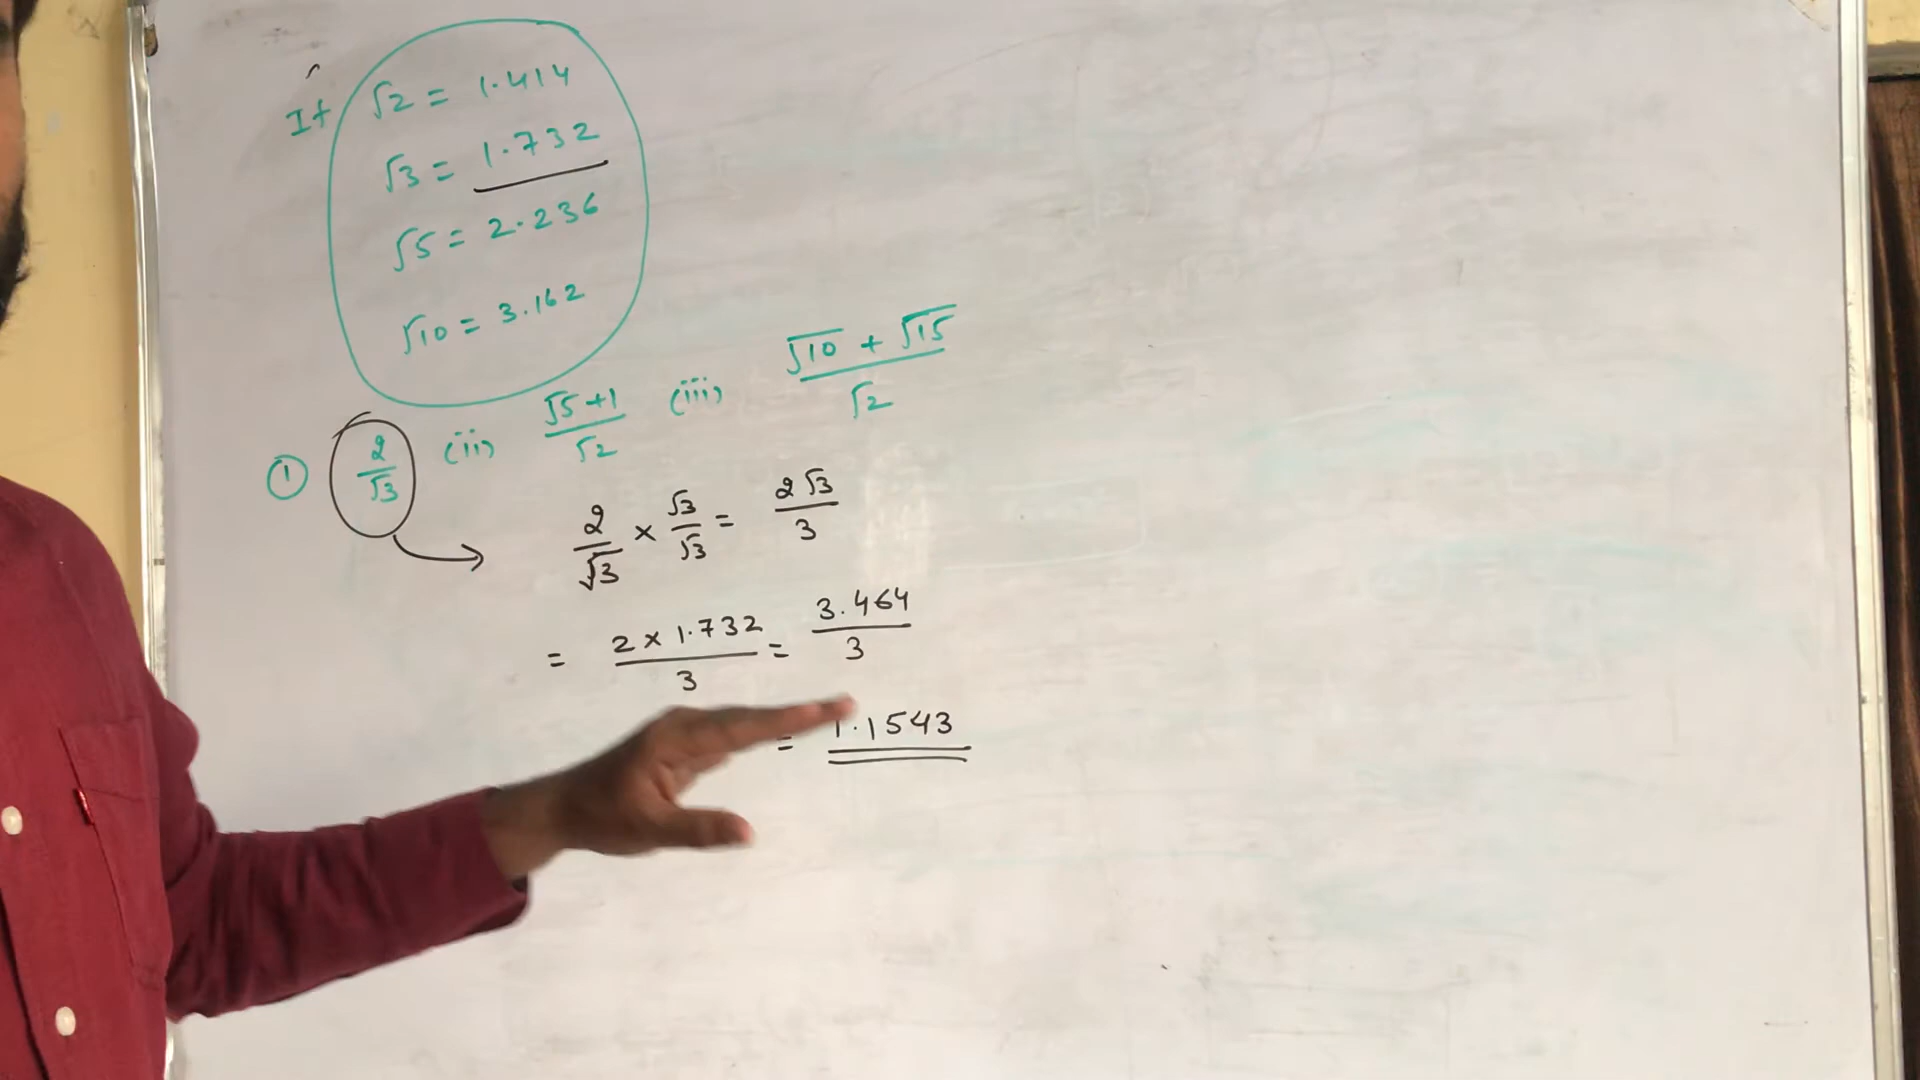 If √2 = 1.414
√3 = 1.732
√5 = 2.236
√10 = 3.162
① 2/√3 (ii) √5+1/√2 (iii) √10 + √15/√2
2/√3 × √3/√3 = 2√3/3
= 2 × 1.732/3 = 3.464/3
= 1.1543